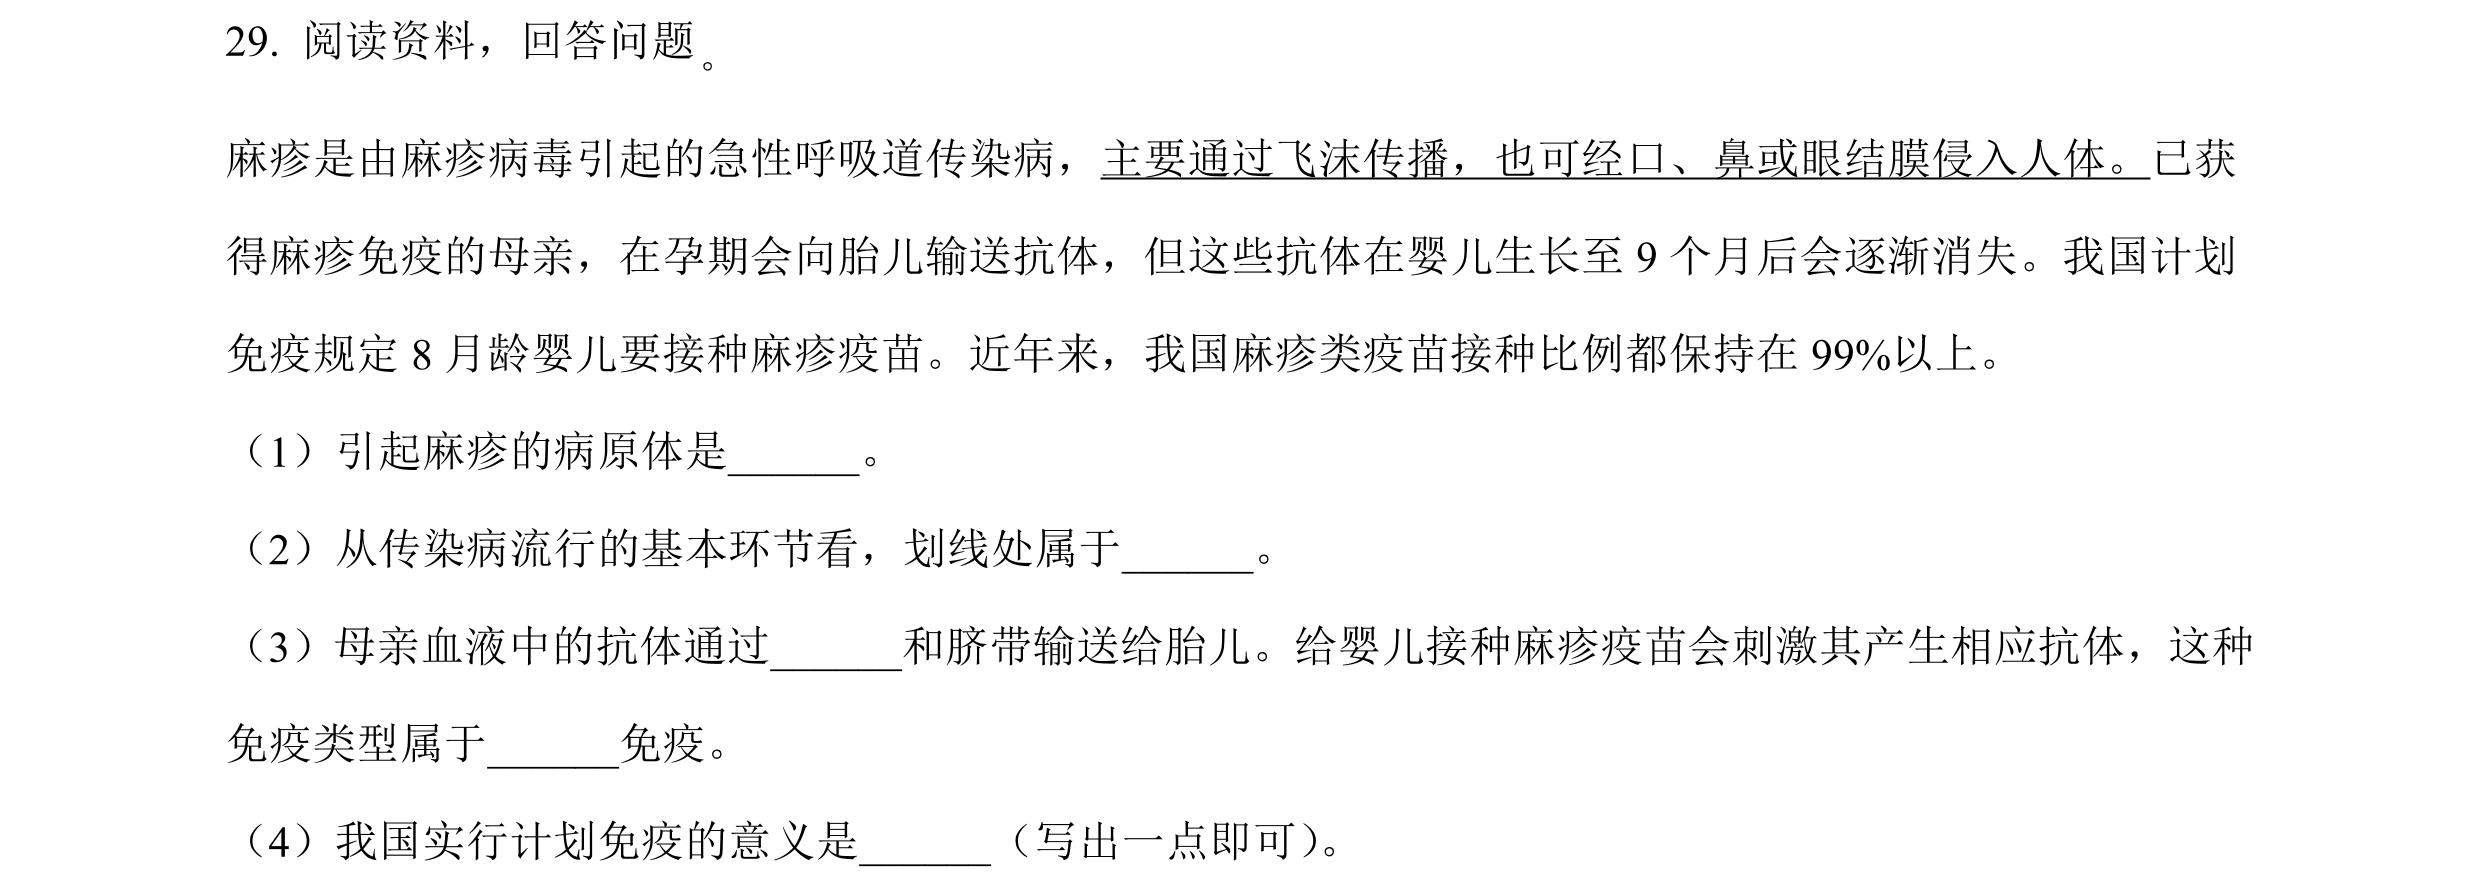 29. 阅读资料，回答问题。
麻疹是由麻疹病毒引起的急性呼吸道传染病，主要通过飞沫传播，也可经口、鼻或眼结膜侵入人体。已获
得麻疹免疫的母亲，在孕期会向胎儿输送抗体，但这些抗体在婴儿生长至 9 个月后会逐渐消失。我国计划
免疫规定 8 月龄婴儿要接种麻疹疫苗。近年来，我国麻疹类疫苗接种比例都保持在 99%以上。
（1）引起麻疹的病原体是______。
（2）从传染病流行的基本环节看，划线处属于______。
（3）母亲血液中的抗体通过______和脐带输送给胎儿。给婴儿接种麻疹疫苗会刺激其产生相应抗体，这种
免疫类型属于______免疫。
（4）我国实行计划免疫的意义是______（写出一点即可）。